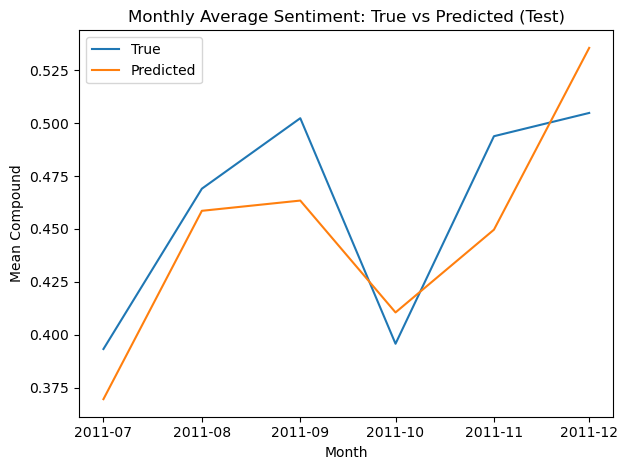 Monthly Average Sentiment: True vs Predicted (Test)
True
Predicted
0.525
0.500
0.475
0.450
0.425
0.400
0.375
Mean Compound
2011-07 2011-08 2011-09 2011-10 2011-11 2011-12
Month